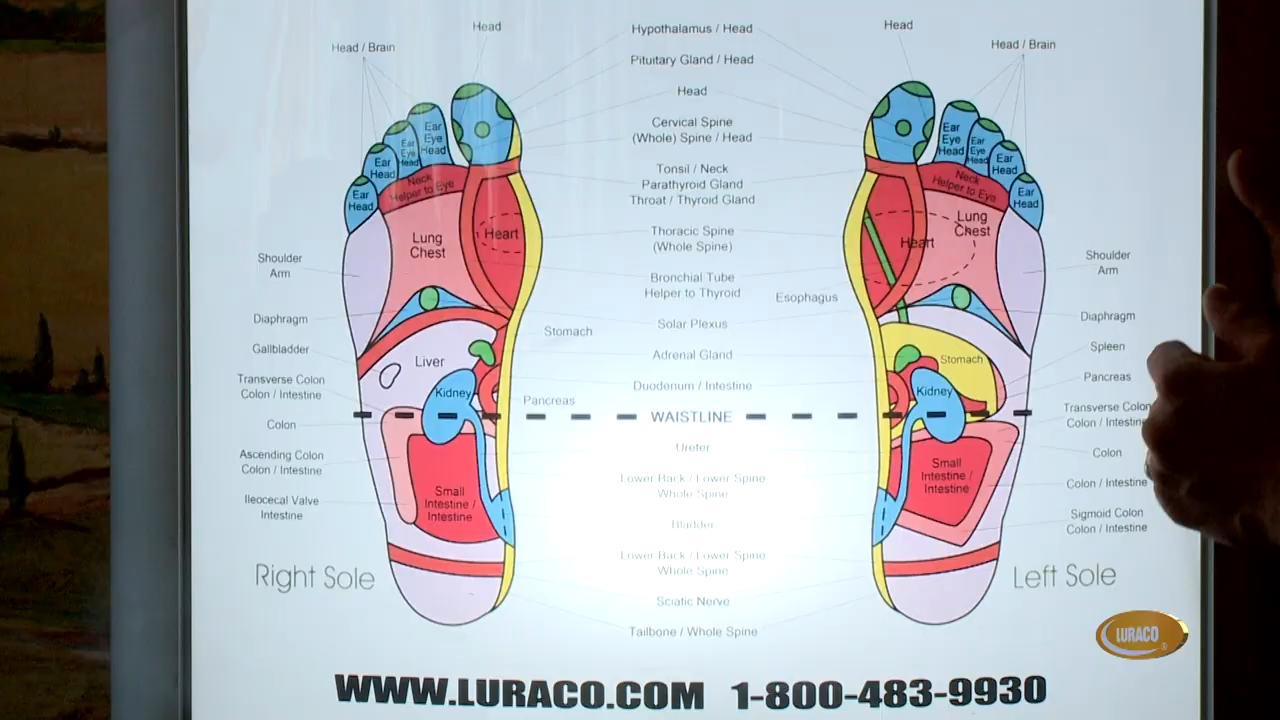 Head
Hypothalamus / Head
Head
Head / Brain
Head / Brain
Pituitary Gland / Head
Head
Cervical Spine
(Whole) Spine / Head
Tonsil / Neck
Parathyroid Gland
Throat / Thyroid Gland
Thoracic Spine
(Whole Spine)
Bronchial Tube
Helper to Thyroid
Esophagus
Solar Plexus
Stomach
Adrenal Gland
Duodenum / Intestine
Pancreas
WAISTLINE
Ureter
Lower Back / Lower Spine
Whole Spine
Bladder
Lower Back / Lower Spine
Whole Spine
Sciatic Nerve
Tailbone / Whole Spine
Ear
Head
Ear
Head
Ear
Eye
Head
Ear
Eye
Head
Neck
Helper to Eye
Lung
Chest
Heart
Shoulder
Arm
Diaphragm
Gallbladder
Liver
Transverse Colon
Colon / Intestine
Kidney
Colon
Ascending Colon
Colon / Intestine
Ileocecal Valve
Intestine
Small
Intestine /
Intestine
Right Sole
Ear
Eye
Head
Ear
Eye
Head
Ear
Head
Ear
Head
Neck
Helper to Eye
Lung
Chest
Heart
Shoulder
Arm
Diaphragm
Spleen
Stomach
Pancreas
Kidney
Transverse Colon
Colon / Intestine
Colon
Small
Intestine /
Intestine
Colon / Intestine
Sigmoid Colon
Colon / Intestine
Left Sole
LURACO
®
WWW.LURACO.COM 1-800-483-9930